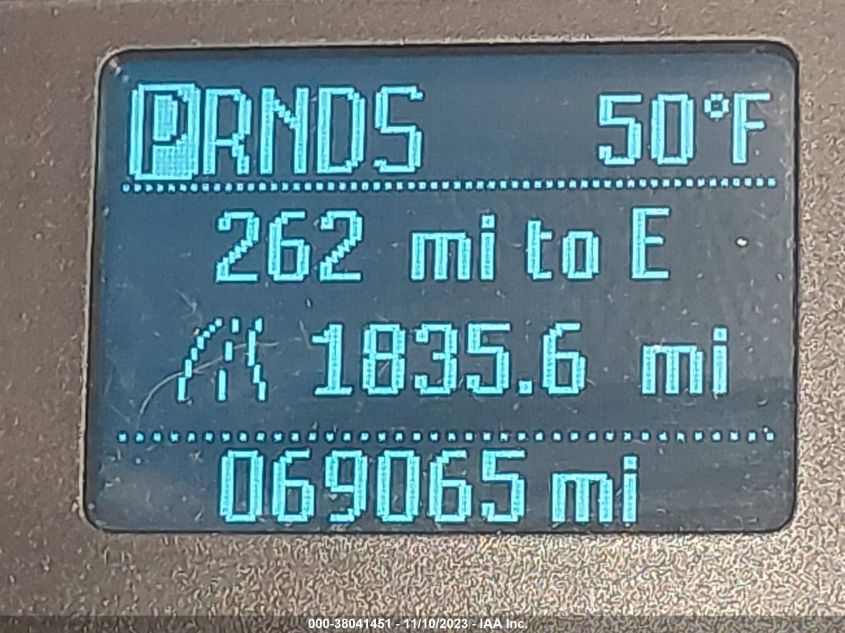 PRNDS 50°F
262 mi to E
1835.6 mi
069065 mi
000-38041451 - 11/10/2023 - IAA Inc.